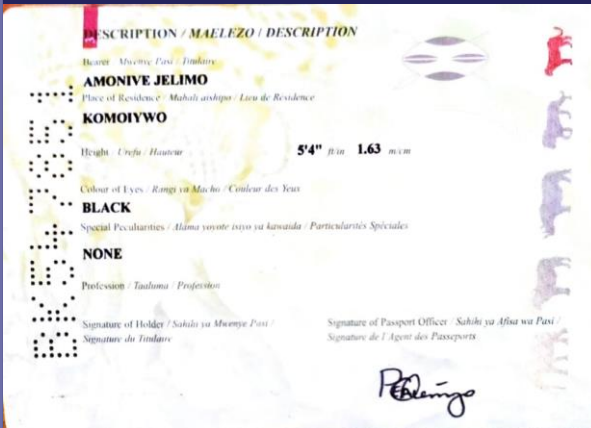 DESCRIPTION / MAELEZO / DESCRIPTION
Bearer / Mwenye Pasi / Titulaire
AMONIVE JELIMO
Place of Residence / Mahali aishipo / Lieu de Résidence
KOMOIYWO
Height / Urefu / Hauteur 5'4" ft/in 1.63 m/cm
Colour of Eyes / Rangi ya Macho / Couleur des Yeux
BLACK
Special Peculiarities / Alama yoyote isiyo ya kawaida / Particularités Spéciales
NONE
Profession / Taaluma / Profession
Signature of Holder / Sahihi ya Mwenye Pasi /
Signature du Titulaire
Signature of Passport Officer / Sahihi ya Afisa wa Pasi /
Signature de l'Agent des Passeports
BK547851